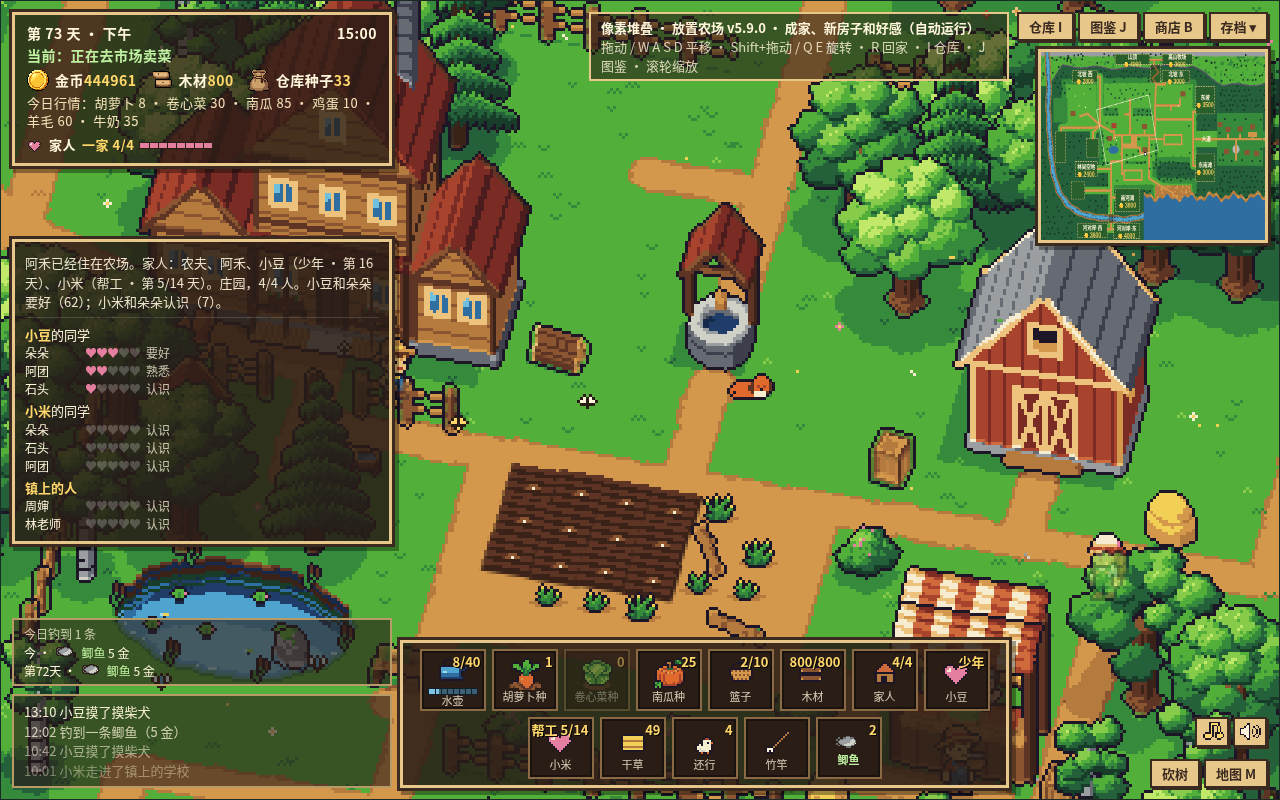 第 73 天 · 下午 15:00
当前：正在去市场卖菜
金币444961 木材800 仓库种子33
今日行情：胡萝卜 8 · 卷心菜 30 · 南瓜 85 · 鸡蛋 10 ·
羊毛 60 · 牛奶 35
家人 一家 4/4
像素堆叠 · 放置农场 v5.9.0 · 成家、新房子和好感（自动运行）
拖动 / W A S D 平移 · Shift+拖动 / Q E 旋转 · R 回家 · I 仓库 · J
图鉴 · 滚轮缩放
仓库 I
图鉴 J
商店 B
存档 ▾
阿禾已经住在农场。家人：农夫、阿禾、小豆（少年 · 第 16
天）、小米（帮工 · 第 5/14 天）。庄园，4/4 人。小豆和朵朵
要好（62）；小米和朵朵认识（7）。
小豆的同学
朵朵 ♥♥♥♥♥ 要好
阿团 ♥♥♥♥♥ 熟悉
石头 ♥♥♥♥♥ 认识
小米的同学
朵朵 ♥♥♥♥♥ 认识
石头 ♥♥♥♥♥ 认识
阿团 ♥♥♥♥♥ 认识
镇上的人
周婶 ♥♥♥♥♥ 认识
林老师 ♥♥♥♥♥ 认识
今日钓到 1 条
今 · 鲫鱼 5 金
第72天 · 鲫鱼 5 金
13:10 小豆摸了摸柴犬
12:02 钓到一条鲫鱼（5 金）
10:42 小豆摸了摸柴犬
10:01 小米走进了镇上的学校
8/40 水壶
1 胡萝卜种
0 卷心菜种
25 南瓜种
2/10 篮子
800/800 木材
4/4 家人
少年 小豆
帮工 5/14 小米
49 干草
4 还行
竹竿
2 鲫鱼
砍树
地图 M